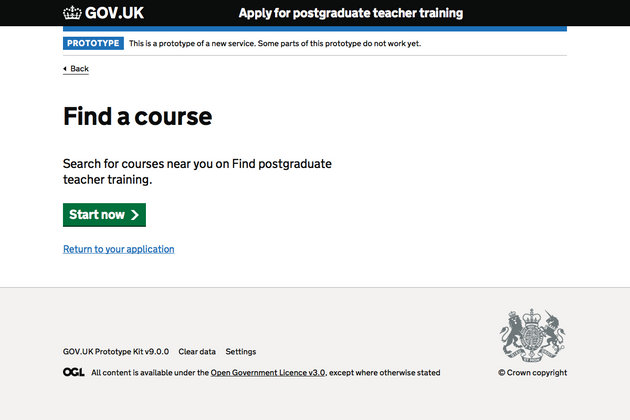 GOV.UK Apply for postgraduate teacher training
PROTOTYPE This is a prototype of a new service. Some parts of this prototype do not work yet.
Back
Find a course
Search for courses near you on Find postgraduate
teacher training.
Start now
Return to your application
GOV.UK Prototype Kit v9.0.0 Clear data Settings
OGL All content is available under the Open Government Licence v3.0, except where otherwise stated
© Crown copyright